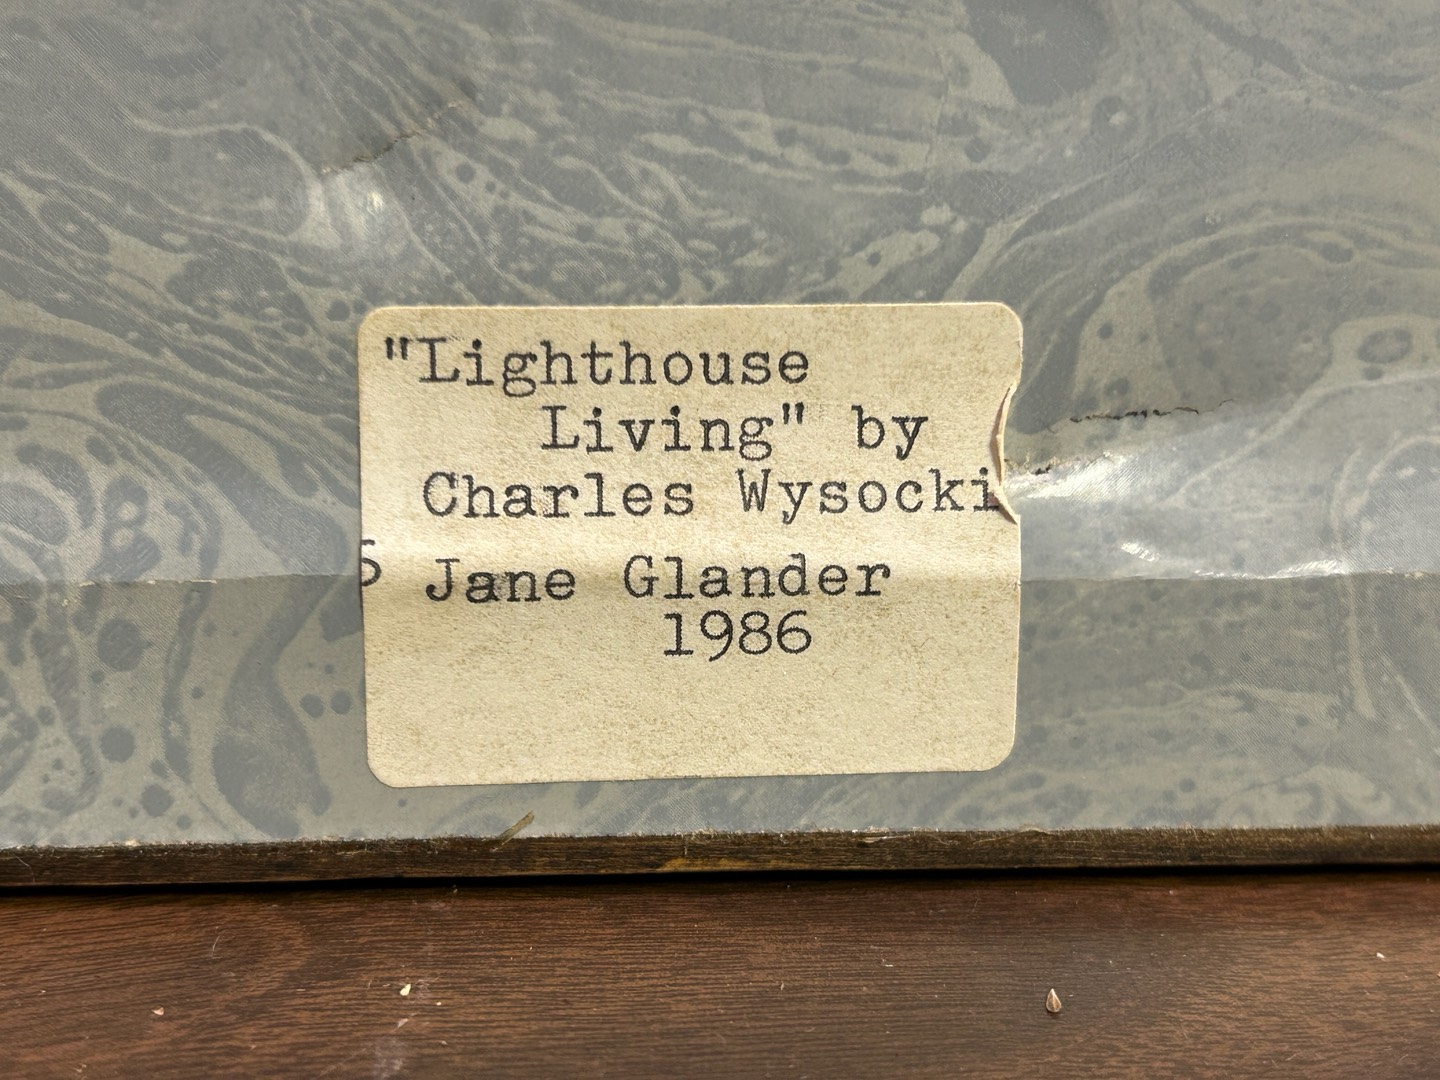 "Lighthouse
Living" by
Charles Wysocki
Jane Glander
1986